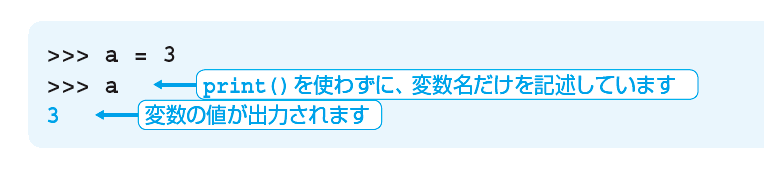 >>> a = 3
>>> a print()を使わずに、変数名だけを記述しています
3 変数の値が出力されます